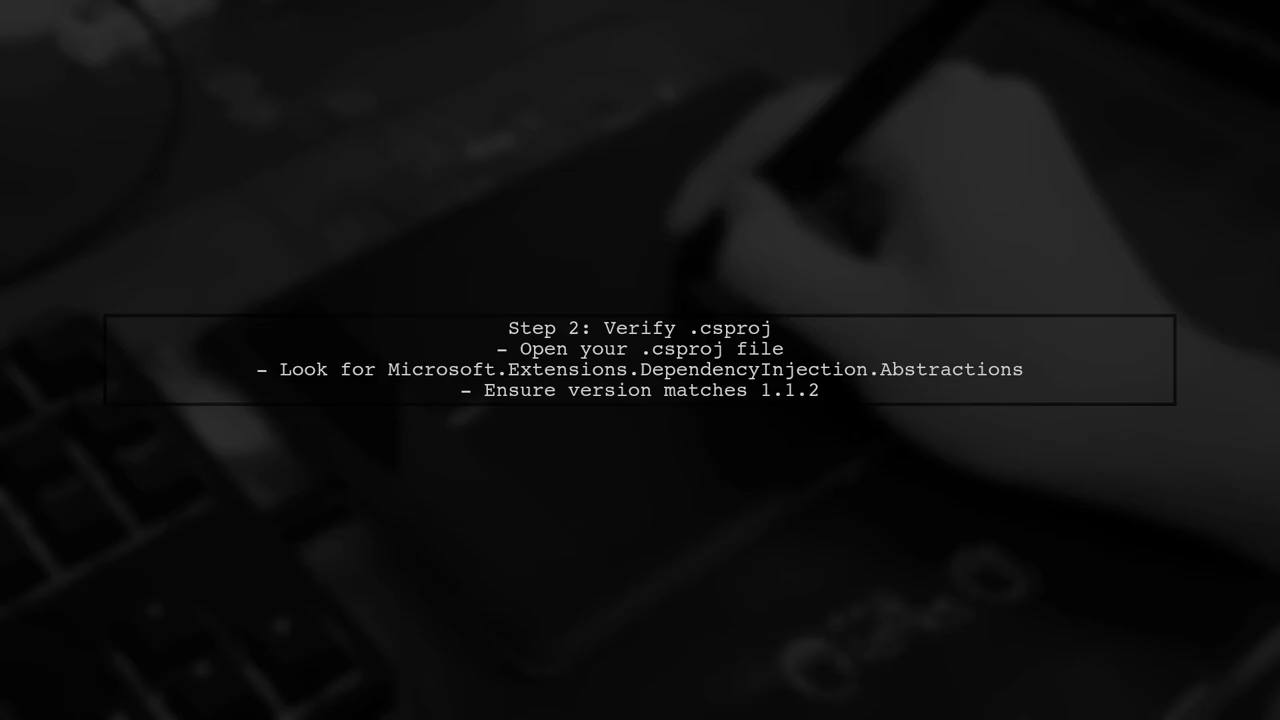 Step 2: Verify .csproj
- Open your .csproj file
- Look for Microsoft.Extensions.DependencyInjection.Abstractions
- Ensure version matches 1.1.2